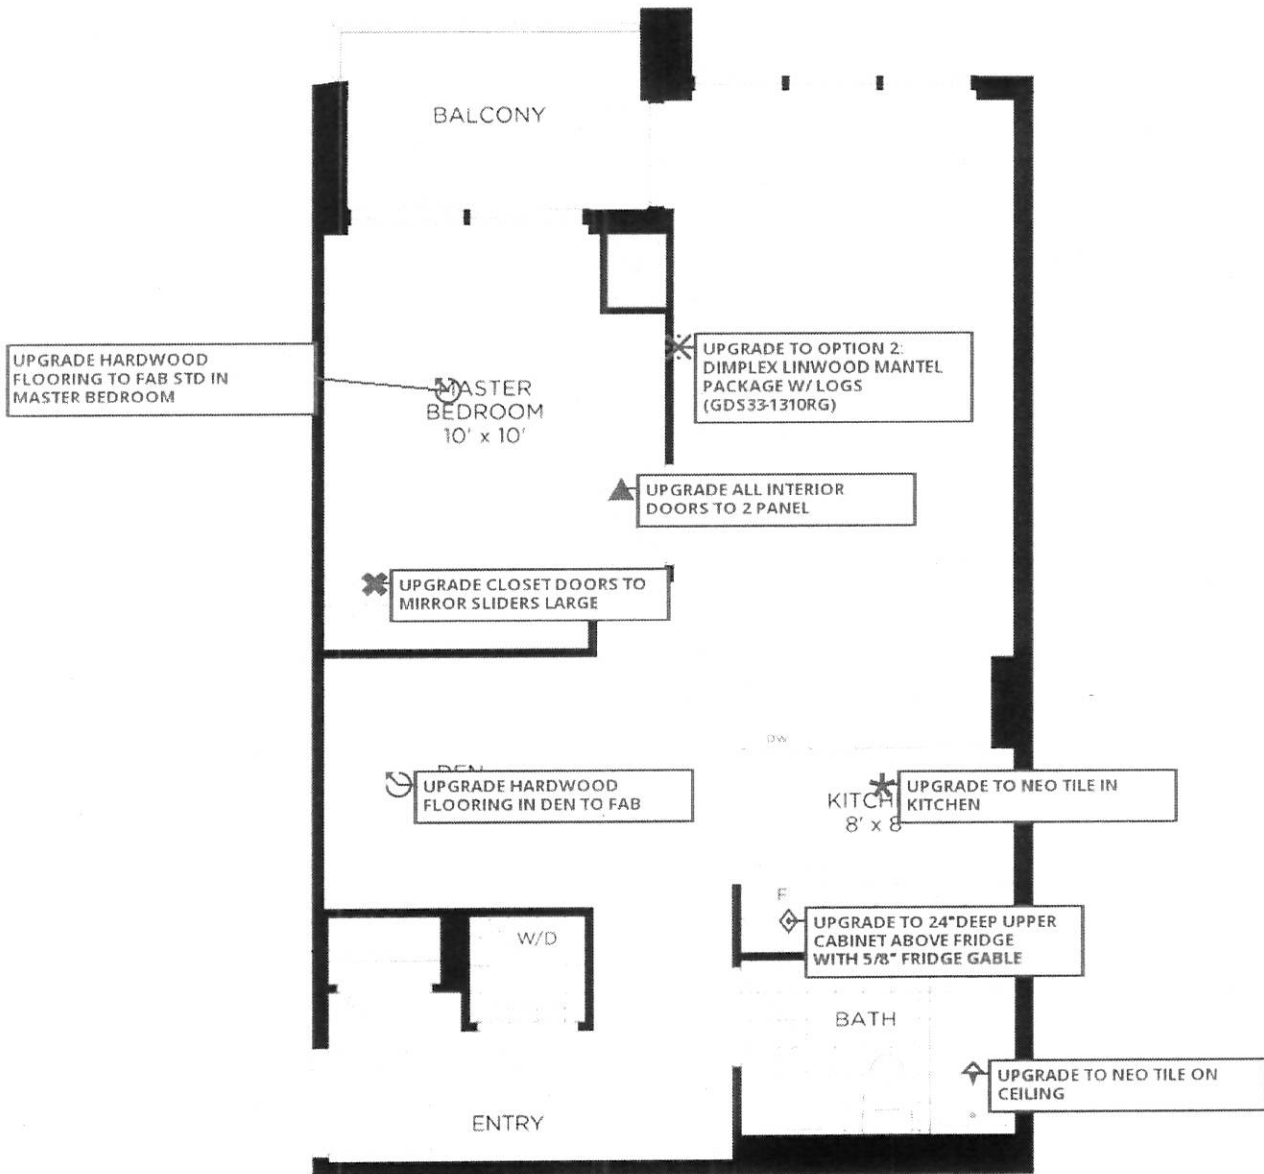 BALCONY
UPGRADE HARDWOOD
FLOORING TO FAB STD IN
MASTER BEDROOM
MASTER
BEDROOM
10' x 10'
UPGRADE TO OPTION 2:
DIMPLEX LINWOOD MANTEL
PACKAGE W/ LOGS
(GDS33-1310RG)
UPGRADE ALL INTERIOR
DOORS TO 2 PANEL
UPGRADE CLOSET DOORS TO
MIRROR SLIDERS LARGE
DW
DEN
UPGRADE HARDWOOD
FLOORING IN DEN TO FAB
KITCH
8' x 8'
UPGRADE TO NEO TILE IN
KITCHEN
F
UPGRADE TO 24"DEEP UPPER
CABINET ABOVE FRIDGE
WITH 5/8" FRIDGE GABLE
W/D
BATH
UPGRADE TO NEO TILE ON
CEILING
ENTRY